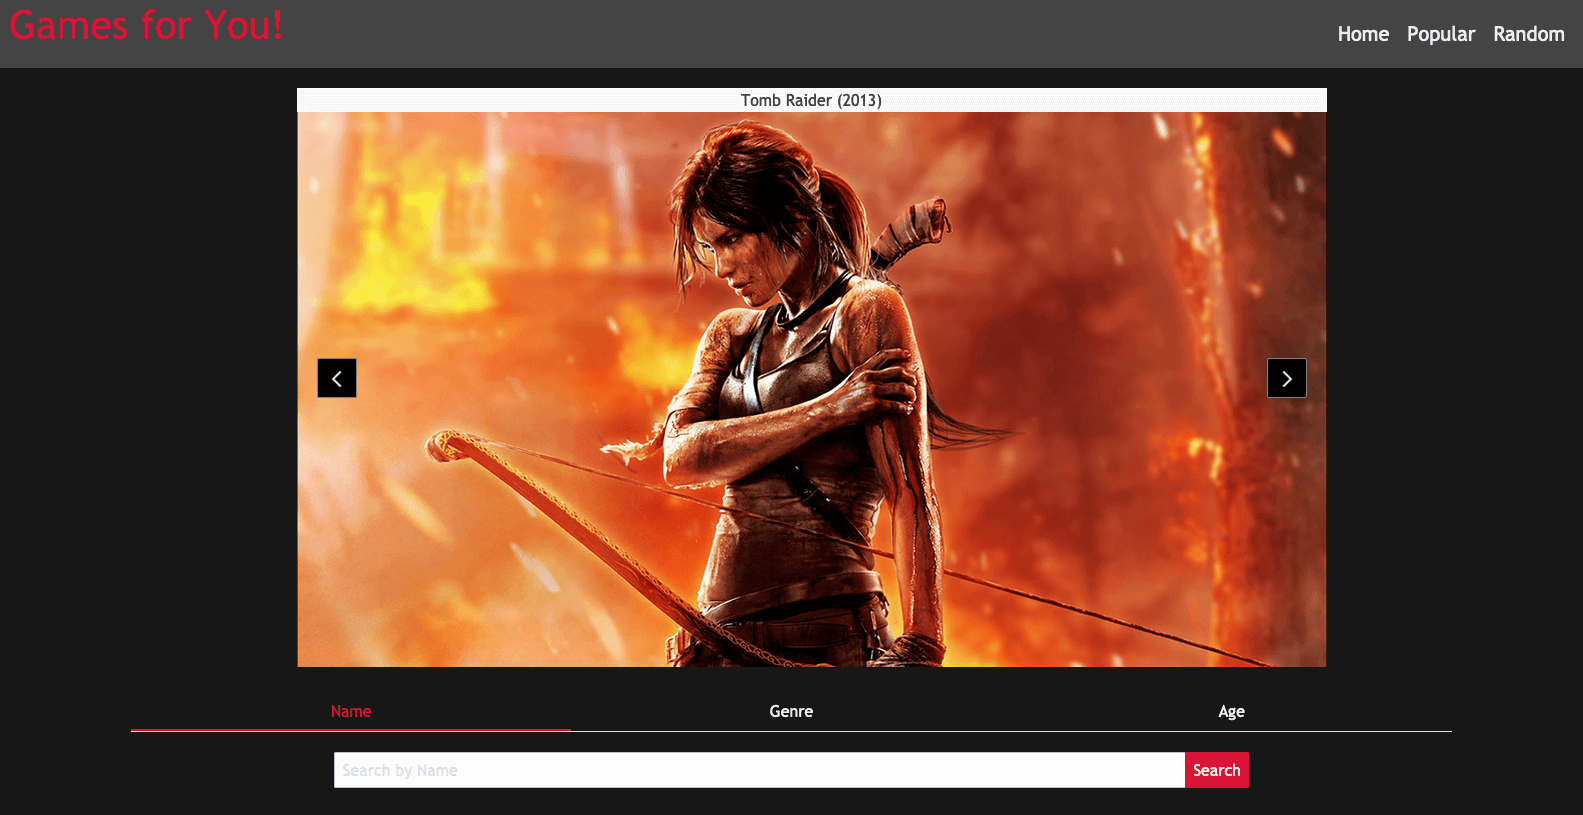 Games for You!
Home Popular Random
Tomb Raider (2013)
Name Genre Age
Search by Name Search